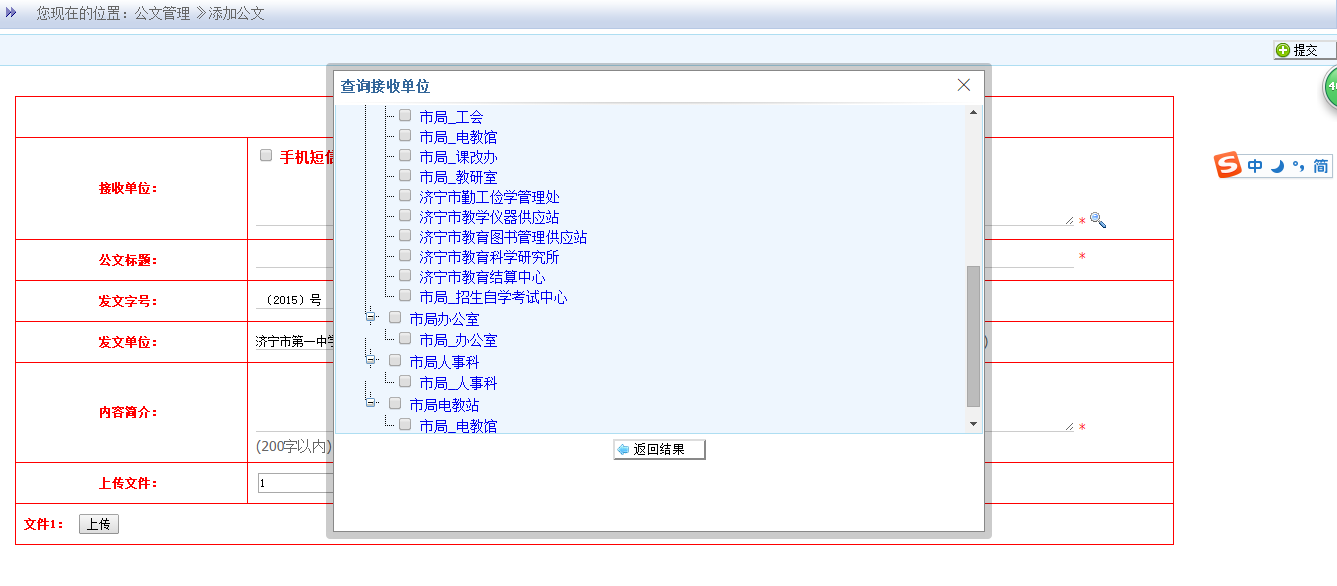 您现在的位置：公文管理 》添加公文
提交
查询接收单位
市局_工会
市局_电教馆
市局_课改办
市局_教研室
济宁市勤工俭学管理处
济宁市教学仪器供应站
济宁市教育图书管理供应站
济宁市教育科学研究所
济宁市教育结算中心
市局_招生自学考试中心
市局办公室
市局_办公室
市局人事科
市局_人事科
市局电教站
市局_电教馆
返回结果
接收单位：
手机短信
*
公文标题：
*
发文字号：
（2015）号
发文单位：
济宁市第一中学
)
内容简介：
*
(200字以内)
上传文件：
1
文件1：
上传
中 简